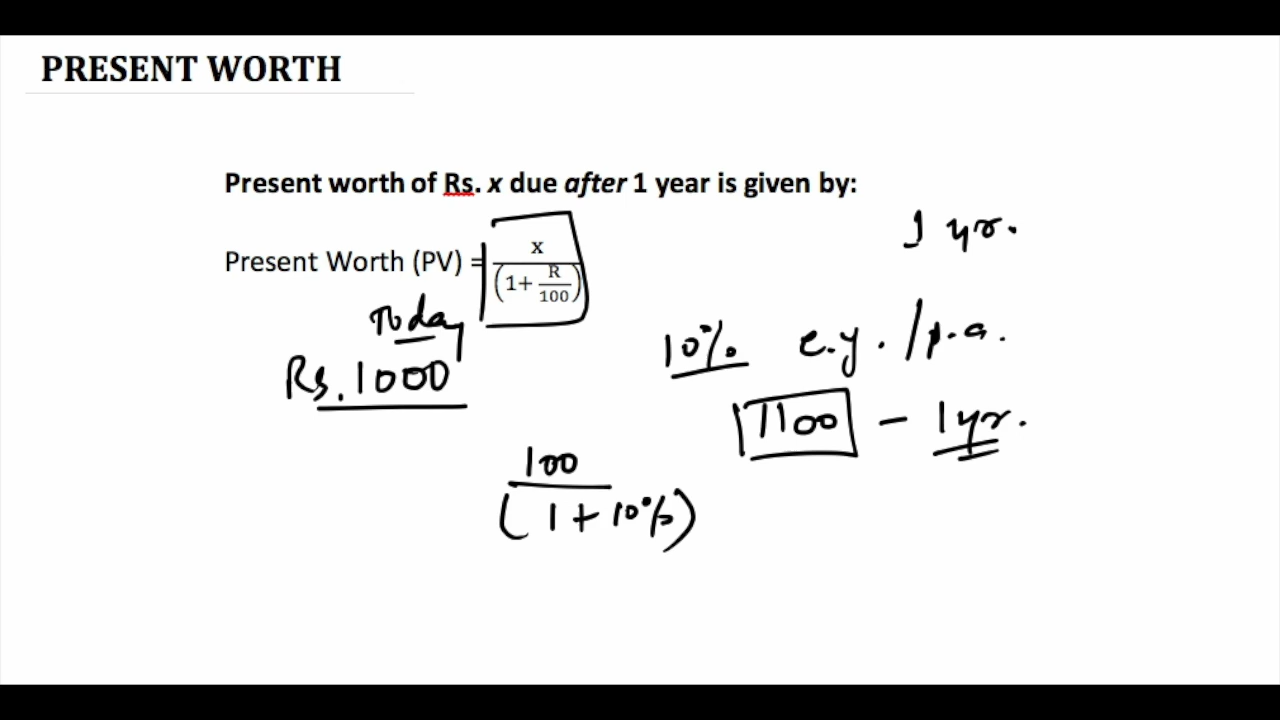 PRESENT WORTH
Present worth of Rs. x due after 1 year is given by:
1 yr.
Present Worth (PV) = x / (1+ R/100)
Today
Rs. 1000
10% e.y. / p.a.
1100 - 1yr.
100
(1 + 10%)